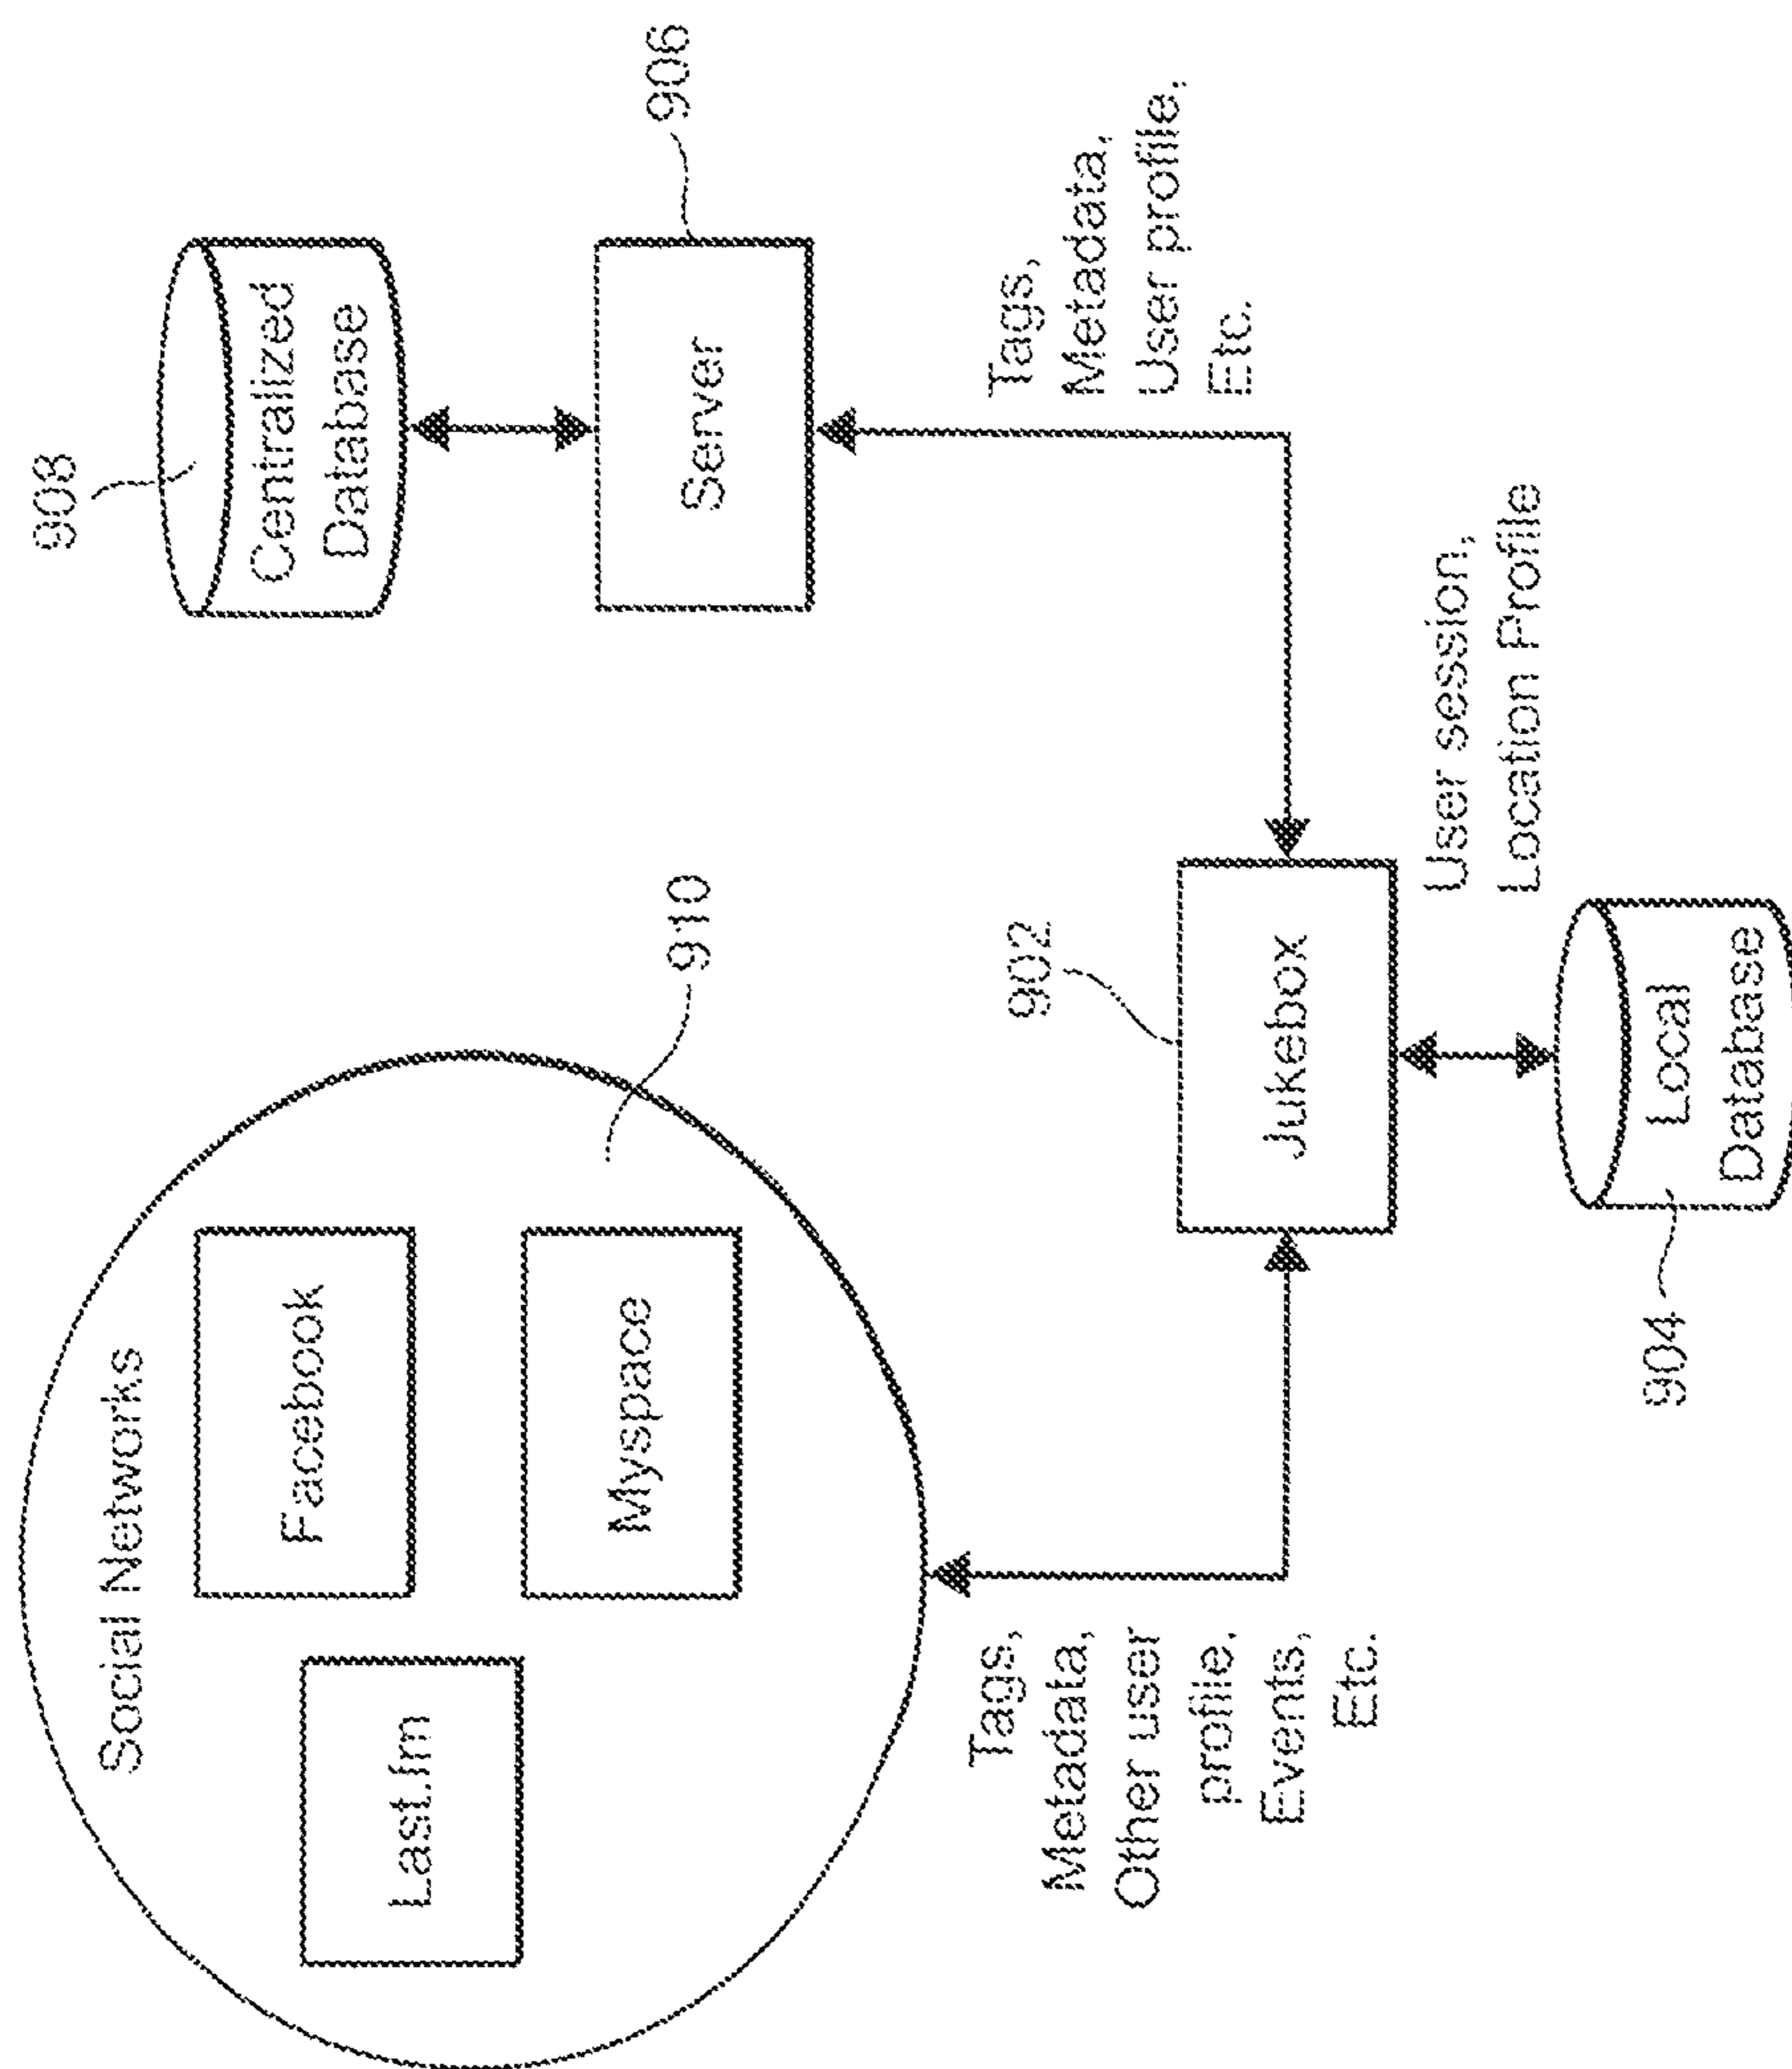 Social Networks
Last.fm
Facebook
Myspace
910
908
Centralized
Database
Server
906
Tags,
Metadata,
Other user
profile,
Events,
Etc.
902
Jukebox
Tags,
Metadata,
User profile,
Etc.
User session,
Location Profile
904
Local
Database